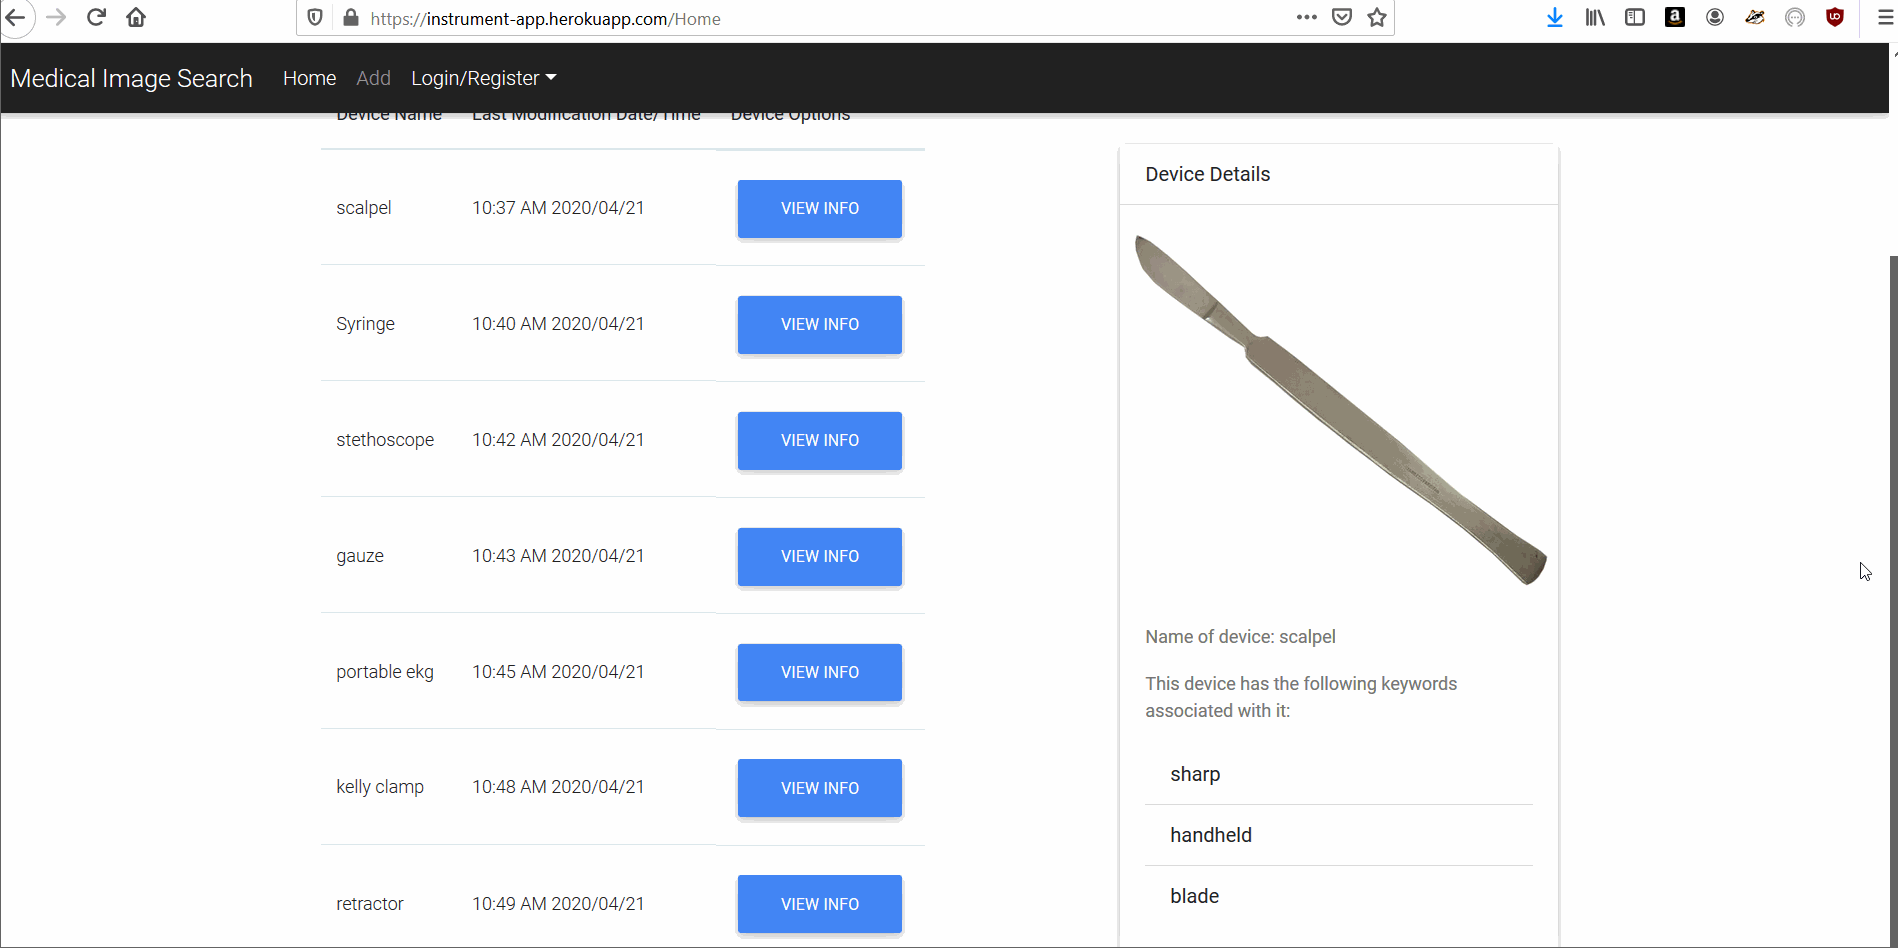 https://instrument-app.herokuapp.com/Home
Medical Image Search Home Add Login/Register
Device Name Last Modification Date/Time Device Options
scalpel 10:37 AM 2020/04/21 VIEW INFO
Syringe 10:40 AM 2020/04/21 VIEW INFO
stethoscope 10:42 AM 2020/04/21 VIEW INFO
gauze 10:43 AM 2020/04/21 VIEW INFO
portable ekg 10:45 AM 2020/04/21 VIEW INFO
kelly clamp 10:48 AM 2020/04/21 VIEW INFO
retractor 10:49 AM 2020/04/21 VIEW INFO
Device Details
Name of device: scalpel
This device has the following keywords
associated with it:
sharp
handheld
blade